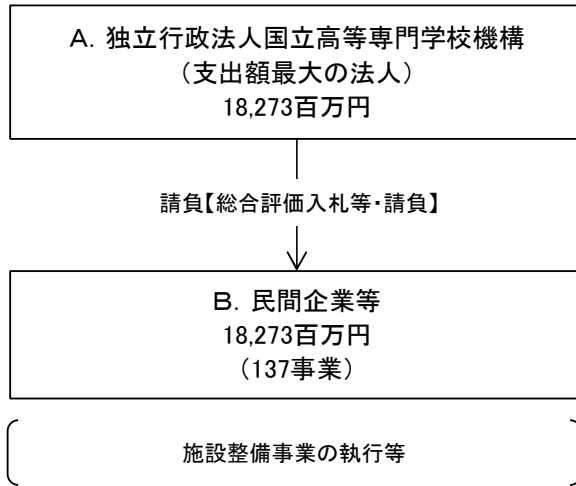 A．独立行政法人国立高等専門学校機構
（支出額最大の法人）
18,273百万円
請負【総合評価入札等・請負】
B．民間企業等
18,273百万円
（137事業）
施設整備事業の執行等